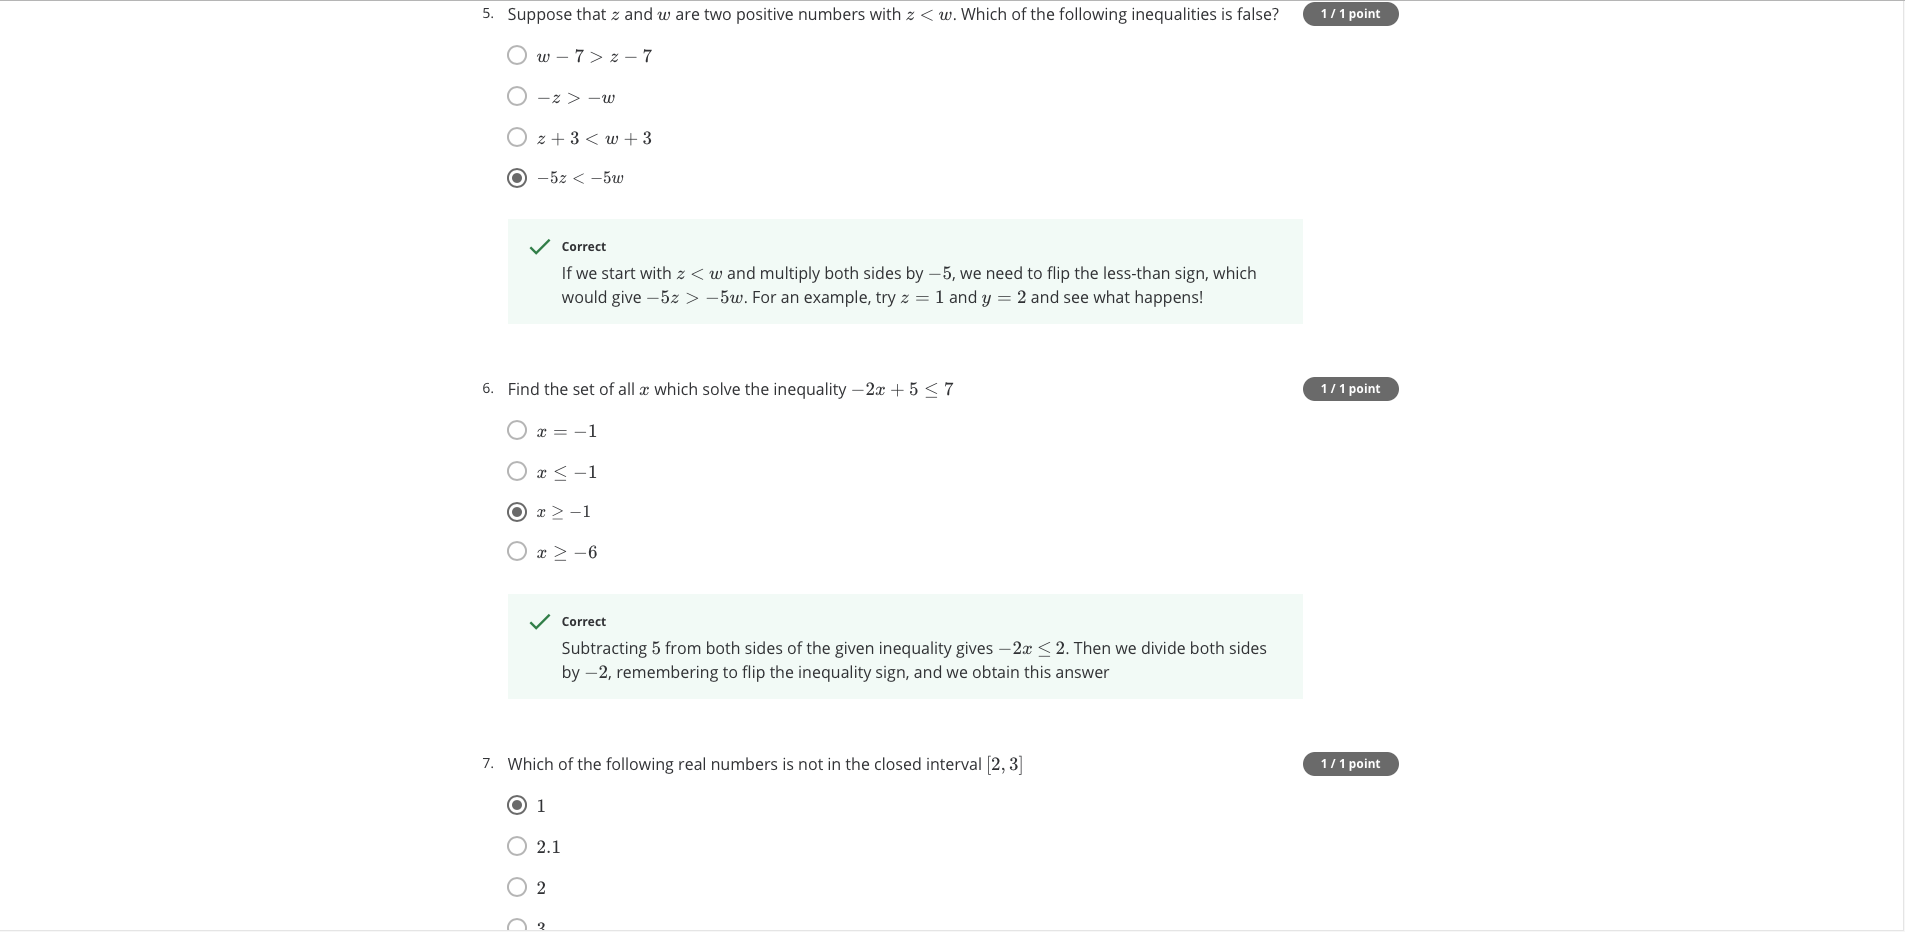 5. Suppose that z and w are two positive numbers with z < w. Which of the following inequalities is false? 1 / 1 point
w − 7 > z − 7
−z > −w
z + 3 < w + 3
−5z < −5w
Correct
If we start with z < w and multiply both sides by −5, we need to flip the less-than sign, which
would give −5z > −5w. For an example, try z = 1 and y = 2 and see what happens!
6. Find the set of all x which solve the inequality −2x + 5 ≤ 7 1 / 1 point
x = −1
x ≤ −1
x ≥ −1
x ≥ −6
Correct
Subtracting 5 from both sides of the given inequality gives −2x ≤ 2. Then we divide both sides
by −2, remembering to flip the inequality sign, and we obtain this answer
7. Which of the following real numbers is not in the closed interval [2, 3] 1 / 1 point
1
2.1
2